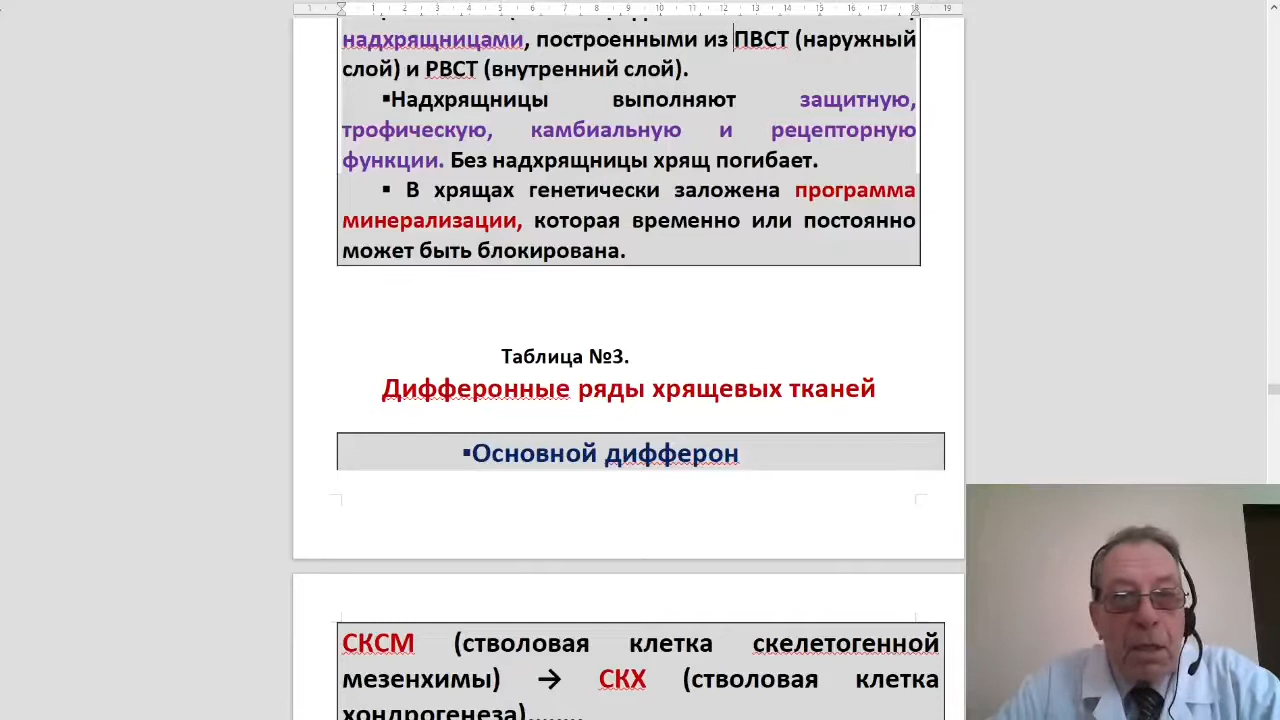 надхрящницами, построенными из ПВСТ (наружный
слой) и РВСТ (внутренний слой).
▪Надхрящницы выполняют защитную,
трофическую, камбиальную и рецепторную
функции. Без надхрящницы хрящ погибает.
▪ В хрящах генетически заложена программа
минерализации, которая временно или постоянно
может быть блокирована.
Таблица №3.
Дифферонные ряды хрящевых тканей
▪Основной дифферон
СКСМ (стволовая клетка скелетогенной
мезенхимы) → СКХ (стволовая клетка
хондрогенеза)........